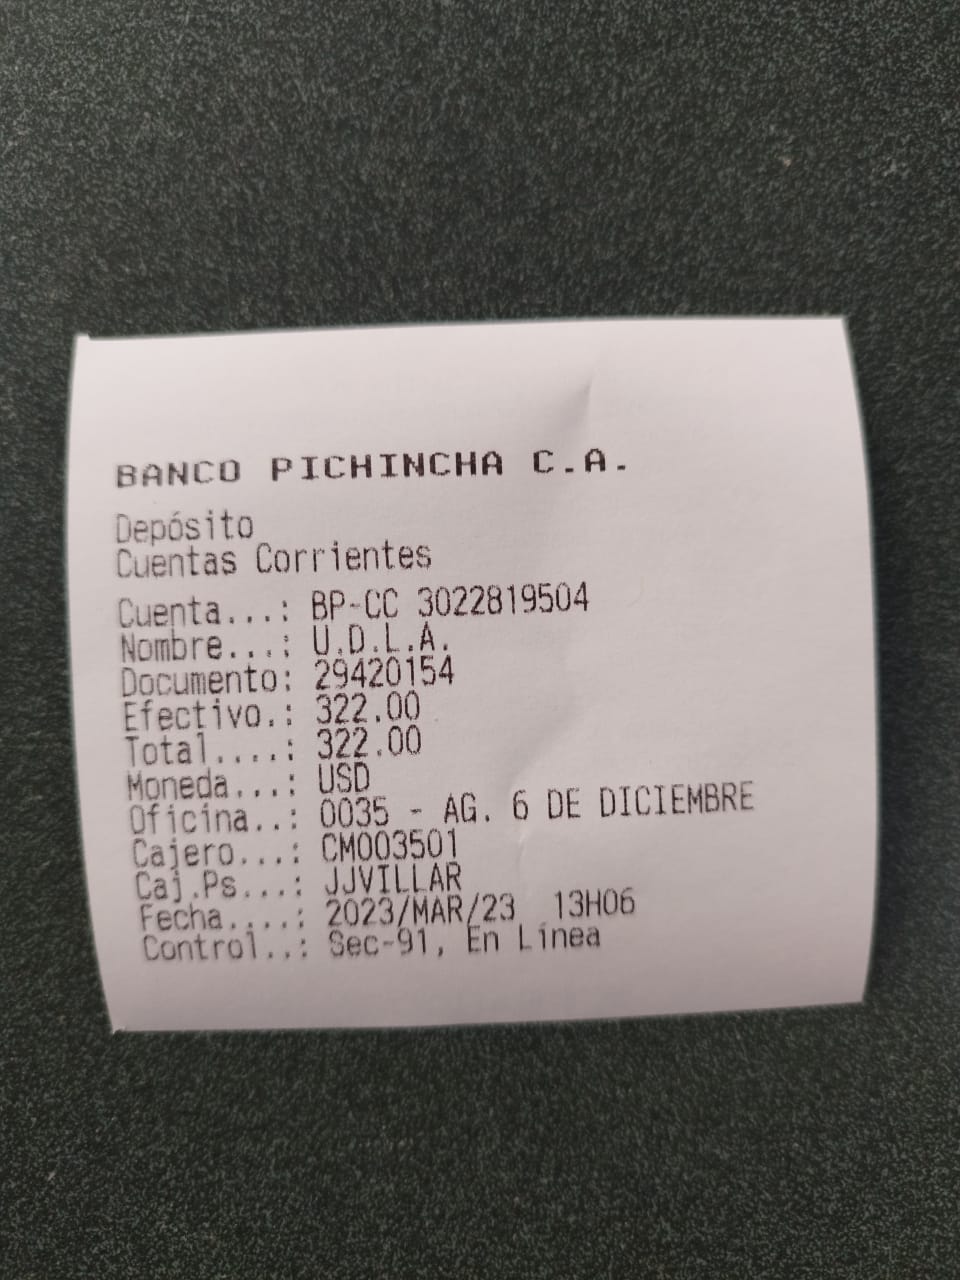 BANCO PICHINCHA C.A.
Depósito
Cuentas Corrientes
Cuenta...: BP-CC 3022819504
Nombre...: U.D.L.A.
Documento: 29420154
Efectivo.: 322.00
Total....: 322.00
Moneda...: USD
Oficina..: 0035 - AG. 6 DE DICIEMBRE
Cajero...: CM003501
Caj.Ps...: JJVILLAR
Fecha....: 2023/MAR/23  13H06
Control..: Sec-91, En Línea